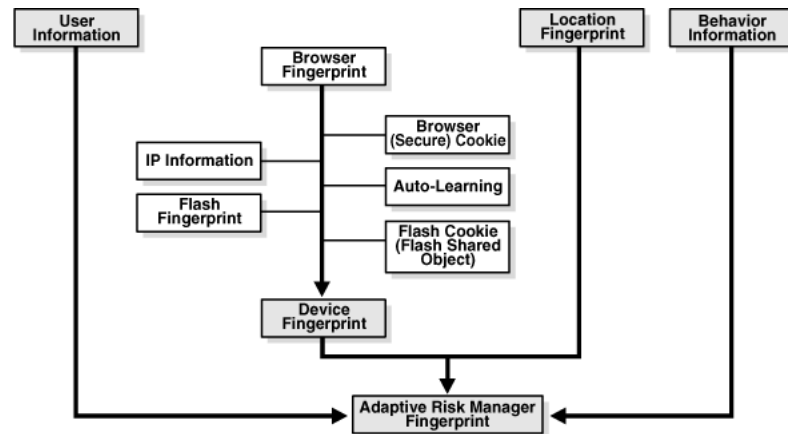 User
Information
Location
Fingerprint
Behavior
Information
Browser
Fingerprint
Browser
(Secure) Cookie
IP Information
Auto-Learning
Flash
Fingerprint
Flash Cookie
(Flash Shared
Object)
Device
Fingerprint
Adaptive Risk Manager
Fingerprint